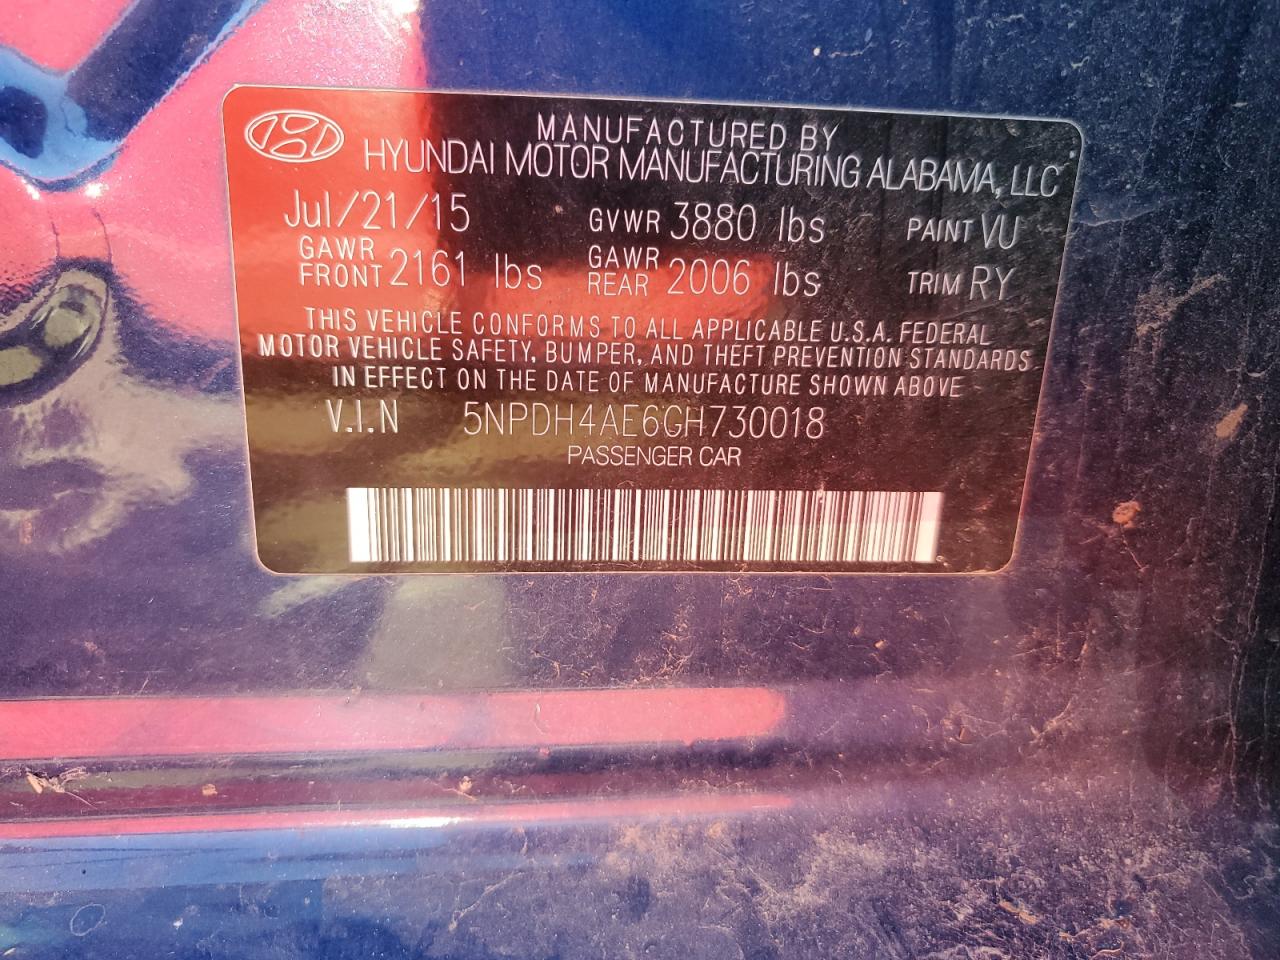 MANUFACTURED BY
HYUNDAI MOTOR MANUFACTURING ALABAMA, LLC
Jul/21/15 GVWR 3880 lbs PAINT VU
GAWR FRONT 2161 lbs GAWR REAR 2006 lbs TRIM RY
THIS VEHICLE CONFORMS TO ALL APPLICABLE U.S.A. FEDERAL
MOTOR VEHICLE SAFETY, BUMPER, AND THEFT PREVENTION STANDARDS
IN EFFECT ON THE DATE OF MANUFACTURE SHOWN ABOVE
V.I.N 5NPDH4AE6GH730018
PASSENGER CAR